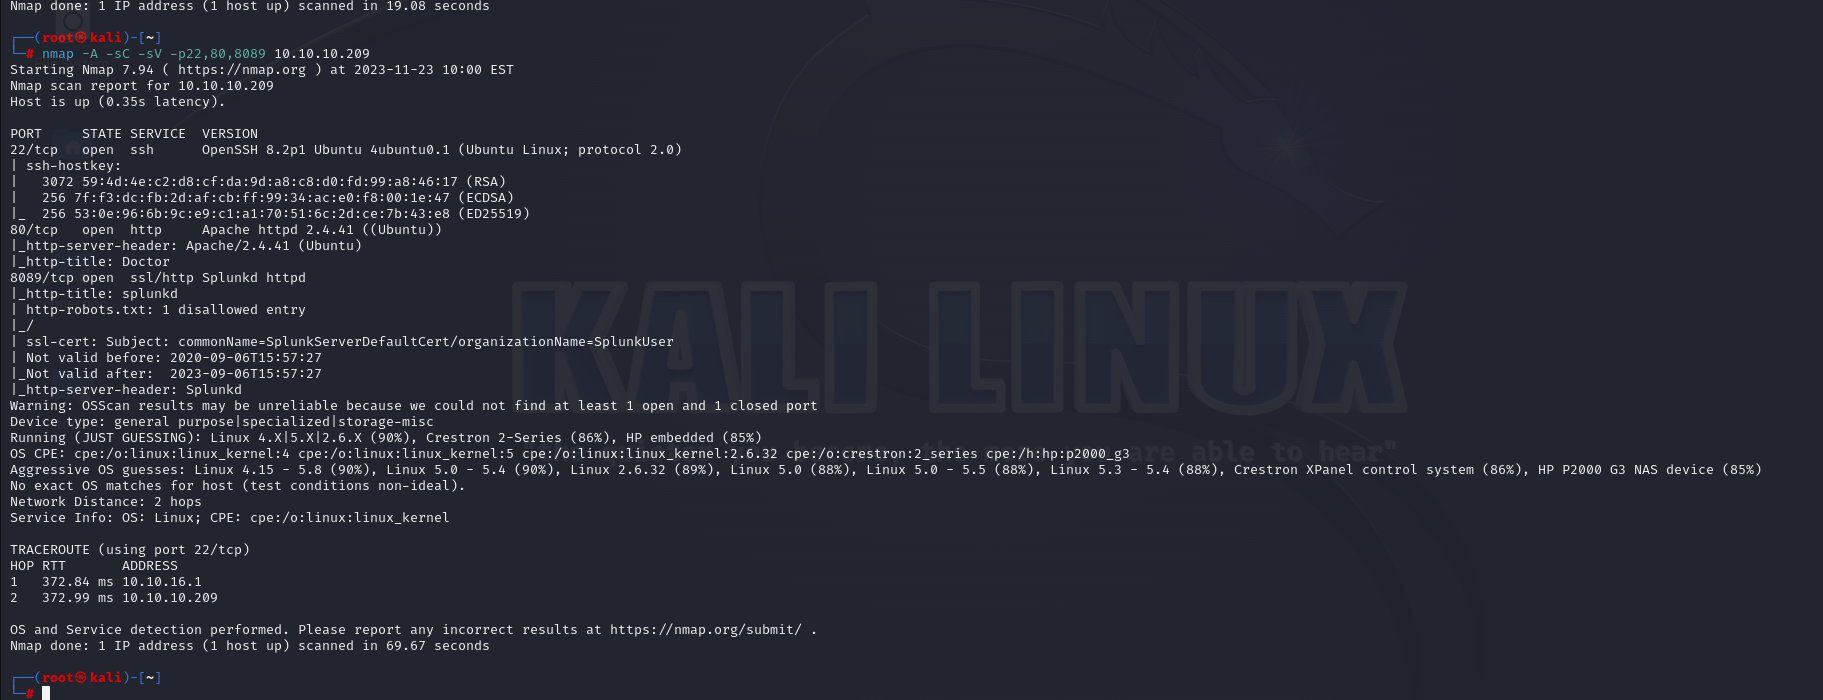 Nmap done: 1 IP address (1 host up) scanned in 19.08 seconds
┌──(root㉿kali)-[~]
└─# nmap -A -sC -sV -p22,80,8089 10.10.10.209
Starting Nmap 7.94 ( https://nmap.org ) at 2023-11-23 10:00 EST
Nmap scan report for 10.10.10.209
Host is up (0.35s latency).
PORT     STATE SERVICE  VERSION
22/tcp   open  ssh      OpenSSH 8.2p1 Ubuntu 4ubuntu0.1 (Ubuntu Linux; protocol 2.0)
| ssh-hostkey:
|   3072 59:4d:4e:c2:d8:cf:da:9d:a8:c8:d0:fd:99:a8:46:17 (RSA)
|   256 7f:f3:dc:fb:2d:af:cb:ff:99:34:ac:e0:f8:00:1e:47 (ECDSA)
|_  256 53:0e:96:6b:9c:e9:c1:a1:70:51:6c:2d:ce:7b:43:e8 (ED25519)
80/tcp   open  http     Apache httpd 2.4.41 ((Ubuntu))
|_http-server-header: Apache/2.4.41 (Ubuntu)
|_http-title: Doctor
8089/tcp open  ssl/http Splunkd httpd
|_http-title: splunkd
| http-robots.txt: 1 disallowed entry
|_/
| ssl-cert: Subject: commonName=SplunkServerDefaultCert/organizationName=SplunkUser
| Not valid before: 2020-09-06T15:57:27
|_Not valid after:  2023-09-06T15:57:27
|_http-server-header: Splunkd
Warning: OSScan results may be unreliable because we could not find at least 1 open and 1 closed port
Device type: general purpose|specialized|storage-misc
Running (JUST GUESSING): Linux 4.X|5.X|2.6.X (90%), Crestron 2-Series (86%), HP embedded (85%)
OS CPE: cpe:/o:linux:linux_kernel:4 cpe:/o:linux:linux_kernel:5 cpe:/o:linux:linux_kernel:2.6.32 cpe:/o:crestron:2_series cpe:/h:hp:p2000_g3
Aggressive OS guesses: Linux 4.15 - 5.8 (90%), Linux 5.0 - 5.4 (90%), Linux 2.6.32 (89%), Linux 5.0 (88%), Linux 5.0 - 5.5 (88%), Linux 5.3 - 5.4 (88%), Crestron XPanel control system (86%), HP P2000 G3 NAS device (85%)
No exact OS matches for host (test conditions non-ideal).
Network Distance: 2 hops
Service Info: OS: Linux; CPE: cpe:/o:linux:linux_kernel
TRACEROUTE (using port 22/tcp)
HOP RTT       ADDRESS
1   372.84 ms 10.10.16.1
2   372.99 ms 10.10.10.209
OS and Service detection performed. Please report any incorrect results at https://nmap.org/submit/ .
Nmap done: 1 IP address (1 host up) scanned in 69.67 seconds
┌──(root㉿kali)-[~]
└─#
KALI LINUX
are able to hear"